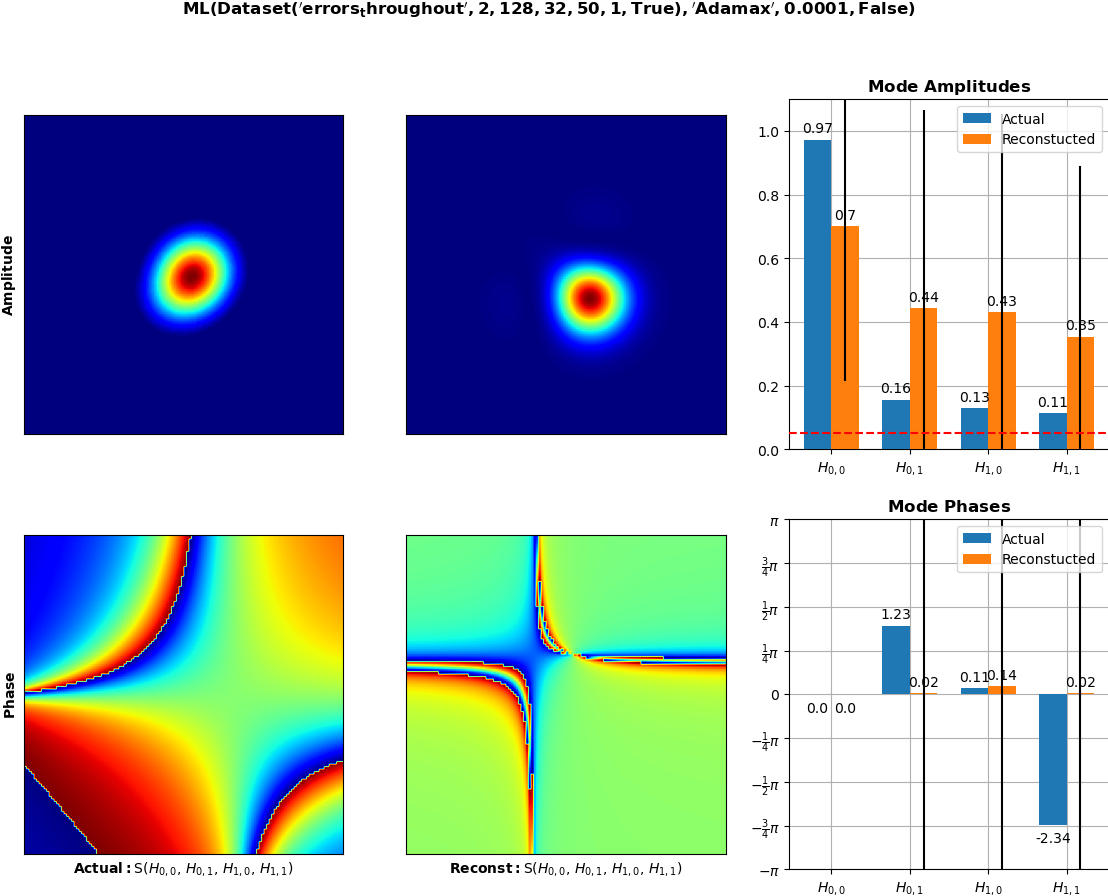 ML(Dataset('errors_throughout', 2, 128, 32, 50, 1, True), 'Adamax', 0.0001, False)
Amplitude
Mode Amplitudes
Actual
Reconstucted
1.0
0.8
0.6
0.4
0.2
0.0
0.97
0.7
0.16
0.44
0.13
0.43
0.11
0.35
H0,0
H0,1
H1,0
H1,1
Phase
Actual: S(H0,0, H0,1, H1,0, H1,1)
Reconst: S(H0,0, H0,1, H1,0, H1,1)
Mode Phases
Actual
Reconstucted
π
3/4π
1/2π
1/4π
0
−1/4π
−1/2π
−3/4π
−π
0.0
0.0
1.23
0.02
0.11
0.14
-2.34
0.02
H0,0
H0,1
H1,0
H1,1